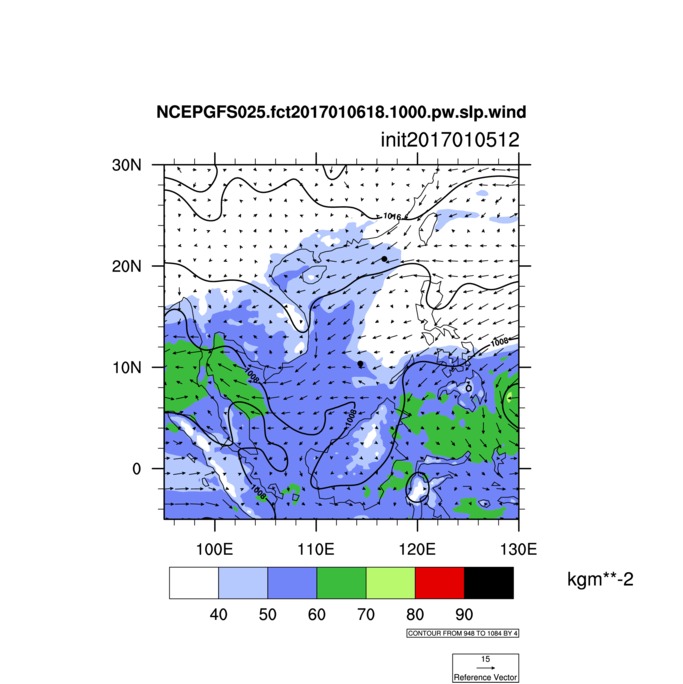 NCEPGFS025.fct2017010618.1000.pw.slp.wind
init2017010512
30N
20N
10N
0
1016
1008
1008
1008
1008
100E 110E 120E 130E
kgm**-2
40 50 60 70 80 90
CONTOUR FROM 948 TO 1084 BY 4
15
Reference Vector